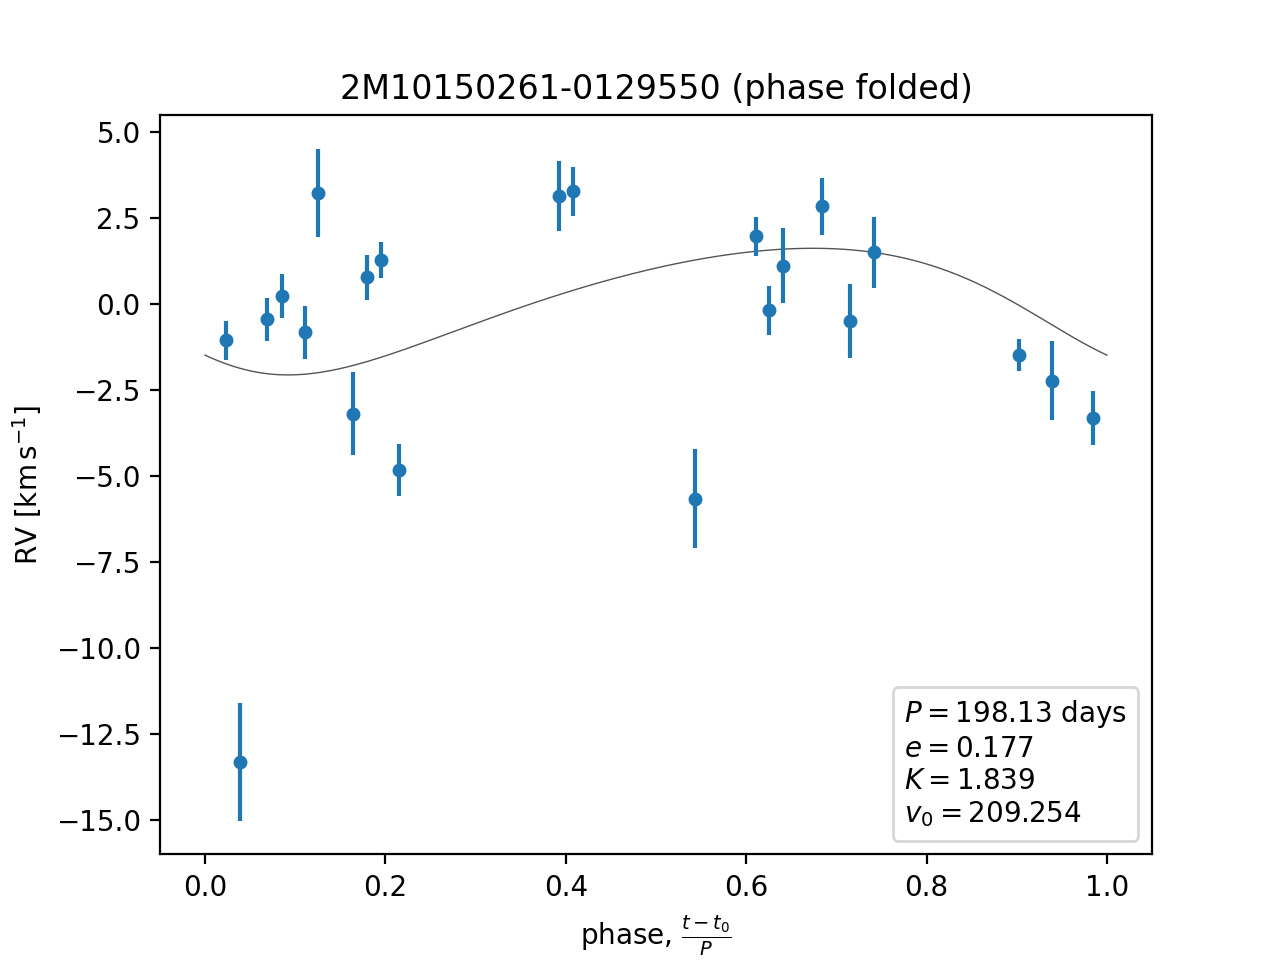 2M10150261-0129550 (phase folded)
5.0
2.5
0.0
−2.5
−5.0
−7.5
−10.0
−12.5
−15.0
RV [km s⁻¹]
P = 198.13 days
e = 0.177
K = 1.839
v₀ = 209.254
0.0 0.2 0.4 0.6 0.8 1.0
phase, (t − t₀)/P